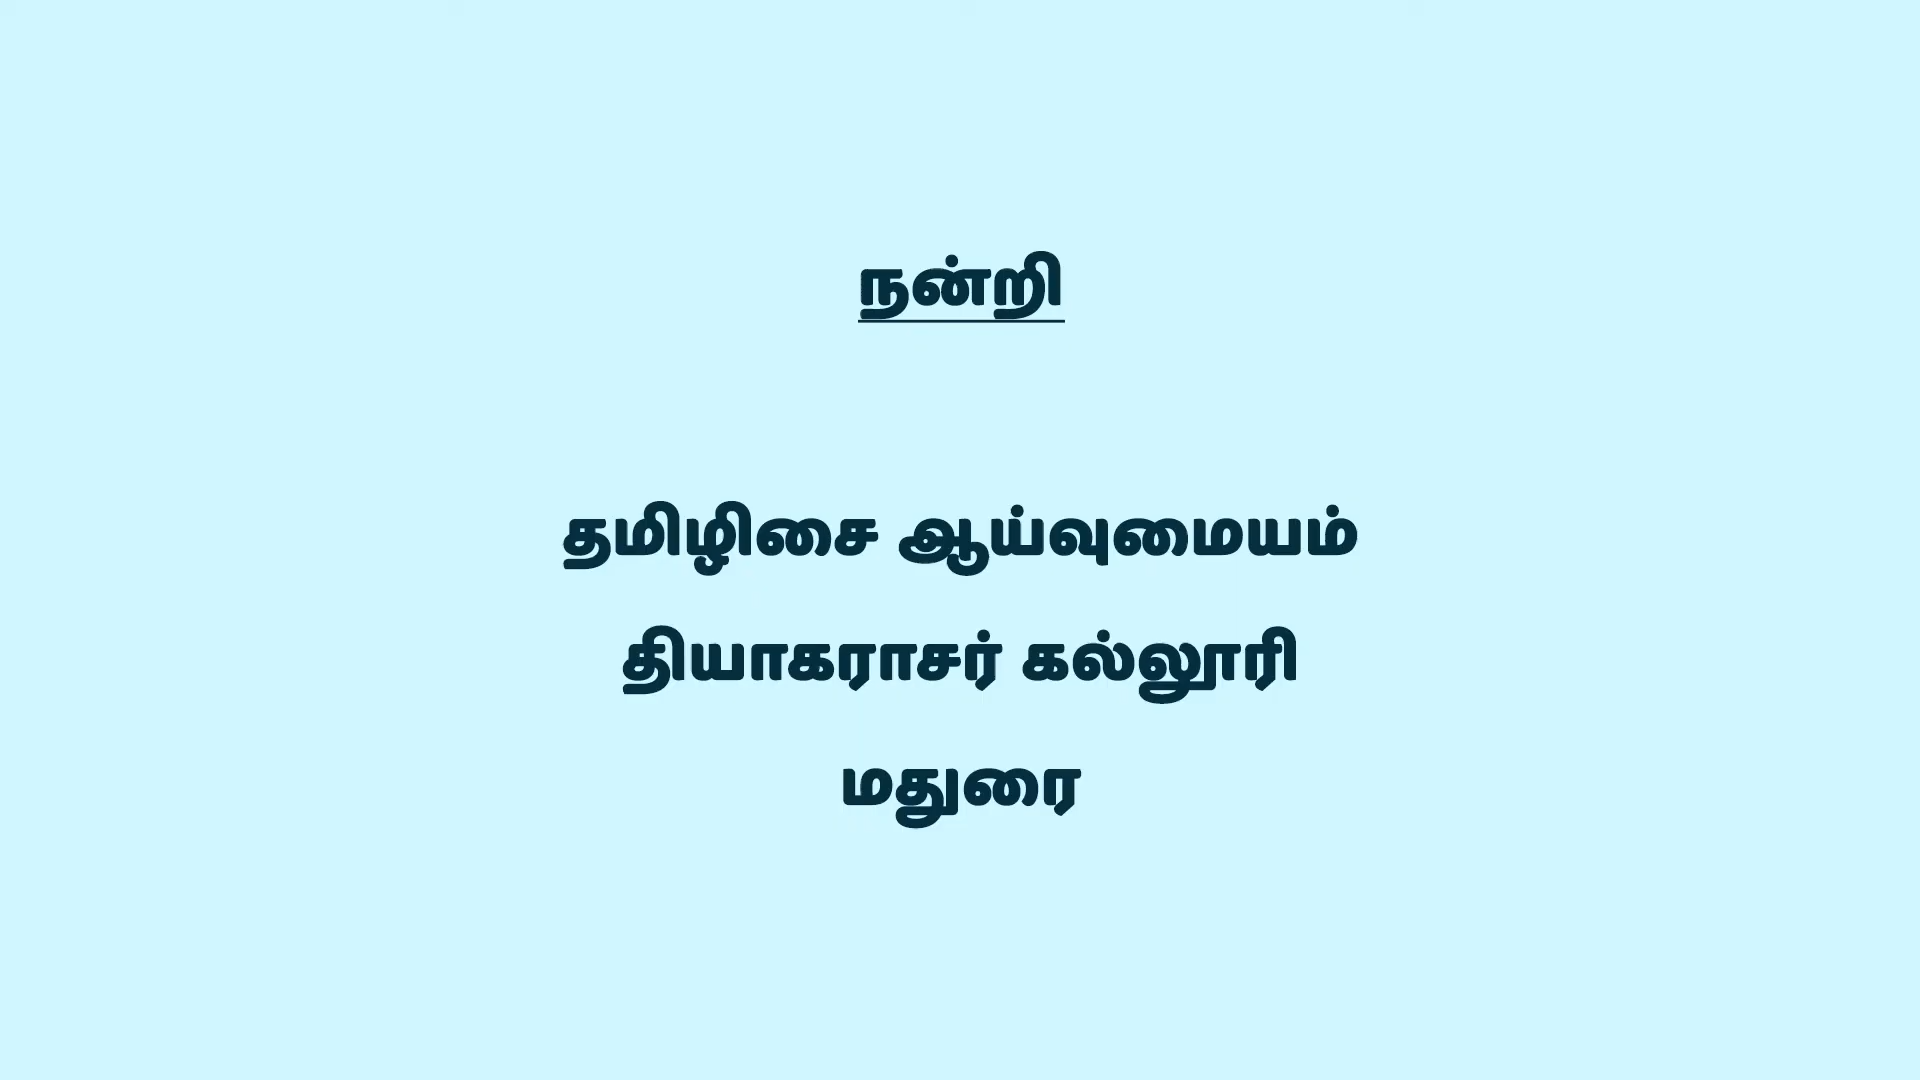 நன்றி
தமிழிசை ஆய்வுமையம்
தியாகராசர் கல்லூரி
மதுரை